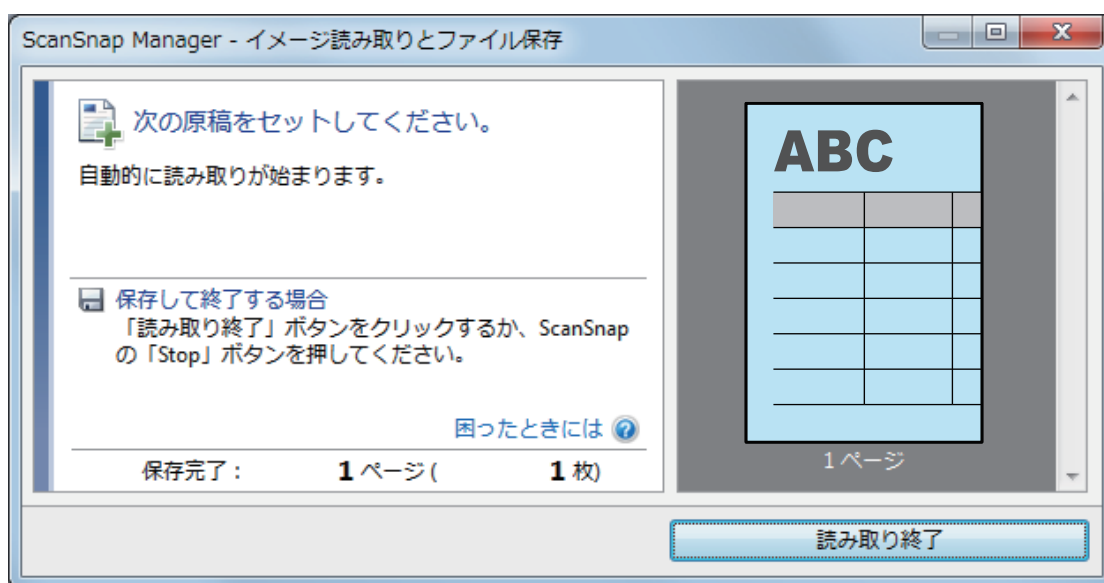 ScanSnap Manager - イメージ読み取りとファイル保存
次の原稿をセットしてください。
自動的に読み取りが始まります。
保存して終了する場合
「読み取り終了」ボタンをクリックするか、ScanSnap
の「Stop」ボタンを押してください。
困ったときには
保存完了： 1 ページ ( 1 枚)
ABC
1 ページ
読み取り終了